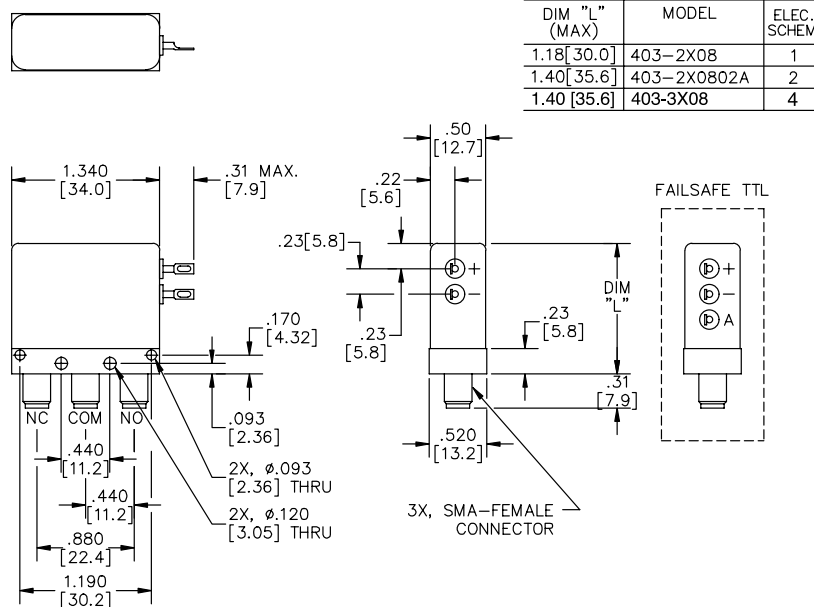 DIM "L"
(MAX)
MODEL
ELEC.
SCHEM
1.18[30.0] 403-2X08 1
1.40[35.6] 403-2X0802A 2
1.40 [35.6] 403-3X08 4
1.340
[34.0]
.31 MAX.
[7.9]
.50
[12.7]
.22
[5.6]
FAILSAFE TTL
.23[5.8]
+
-
DIM
"L"
+
-
A
.170
[4.32]
.23
[5.8]
.23
[5.8]
.31
[7.9]
NC COM NO
.093
[2.36]
.440
[11.2]
.520
[13.2]
2X, ø.093
[2.36] THRU
.440
[11.2]
2X, ø.120
[3.05] THRU
3X, SMA-FEMALE
CONNECTOR
.880
[22.4]
1.190
[30.2]